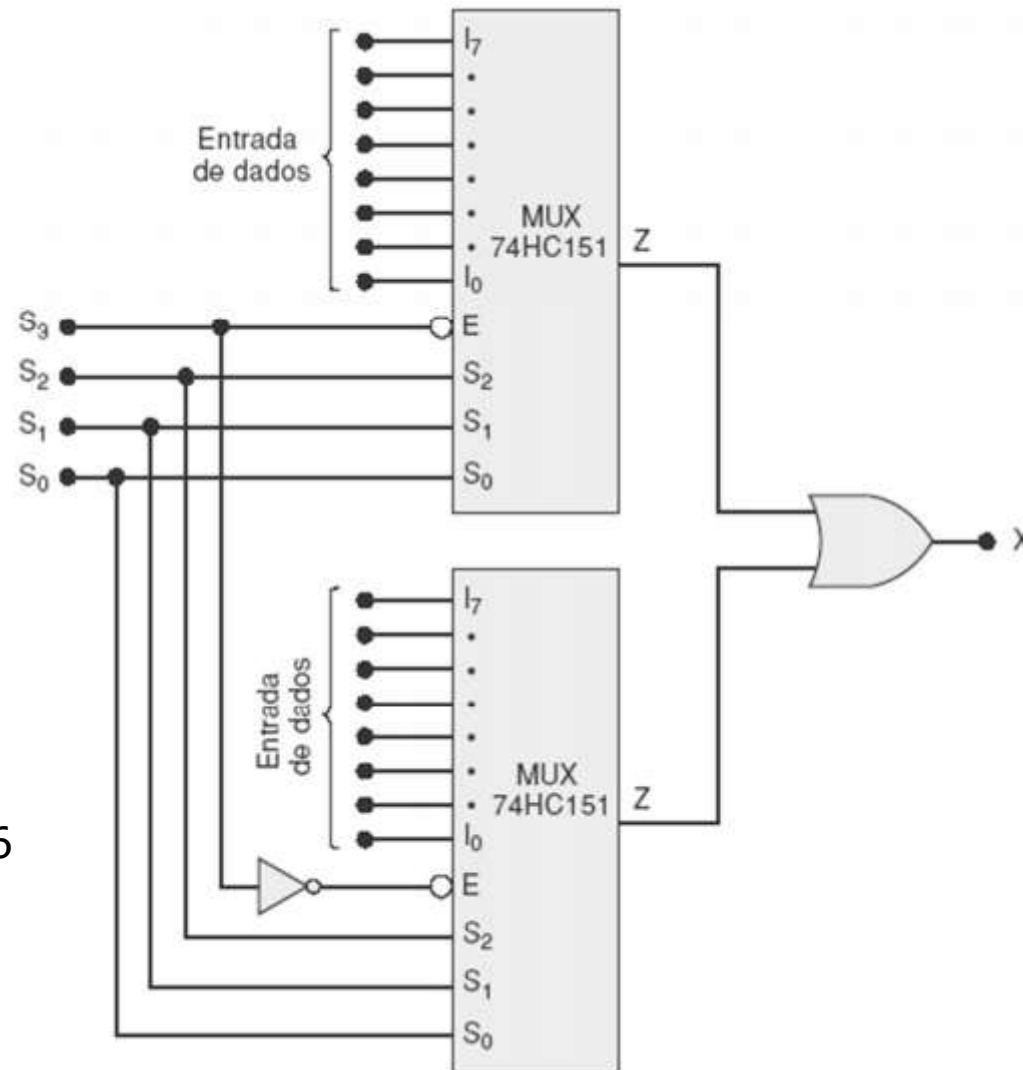 I7
Entrada
de dados
MUX
74HC151
Z
I0
S3
E
S2
S2
S1
S1
S0
S0
X
I7
Entrada
de dados
MUX
74HC151
Z
I0
6
E
S2
S1
S0